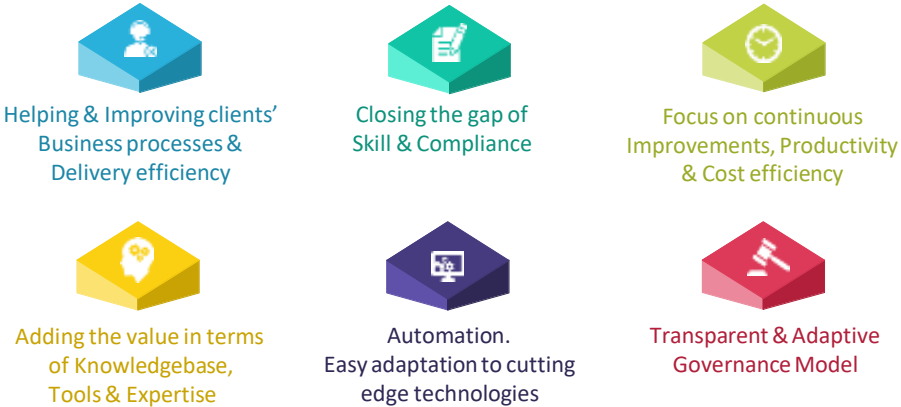 Helping & Improving clients’
Business processes &
Delivery efficiency
Closing the gap of
Skill & Compliance
Focus on continuous
Improvements, Productivity
& Cost efficiency
Adding the value in terms
of Knowledgebase,
Tools & Expertise
Automation.
Easy adaptation to cutting
edge technologies
Transparent & Adaptive
Governance Model